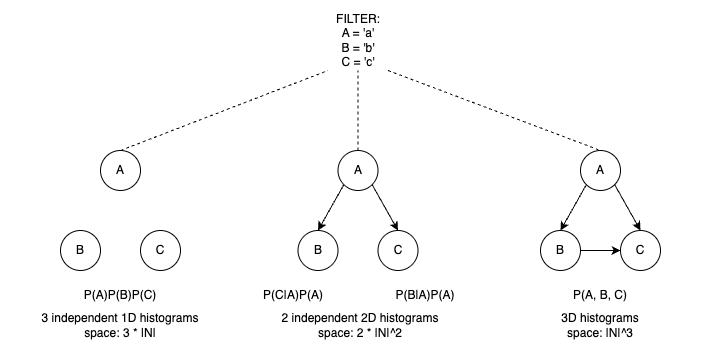 FILTER:
A = 'a'
B = 'b'
C = 'c'
A
B
C
P(A)P(B)P(C)
3 independent 1D histograms
space: 3 * |N|
A
B
C
P(C|A)P(A)
P(B|A)P(A)
2 independent 2D histograms
space: 2 * |N|^2
A
B
C
P(A, B, C)
3D histograms
space: |N|^3